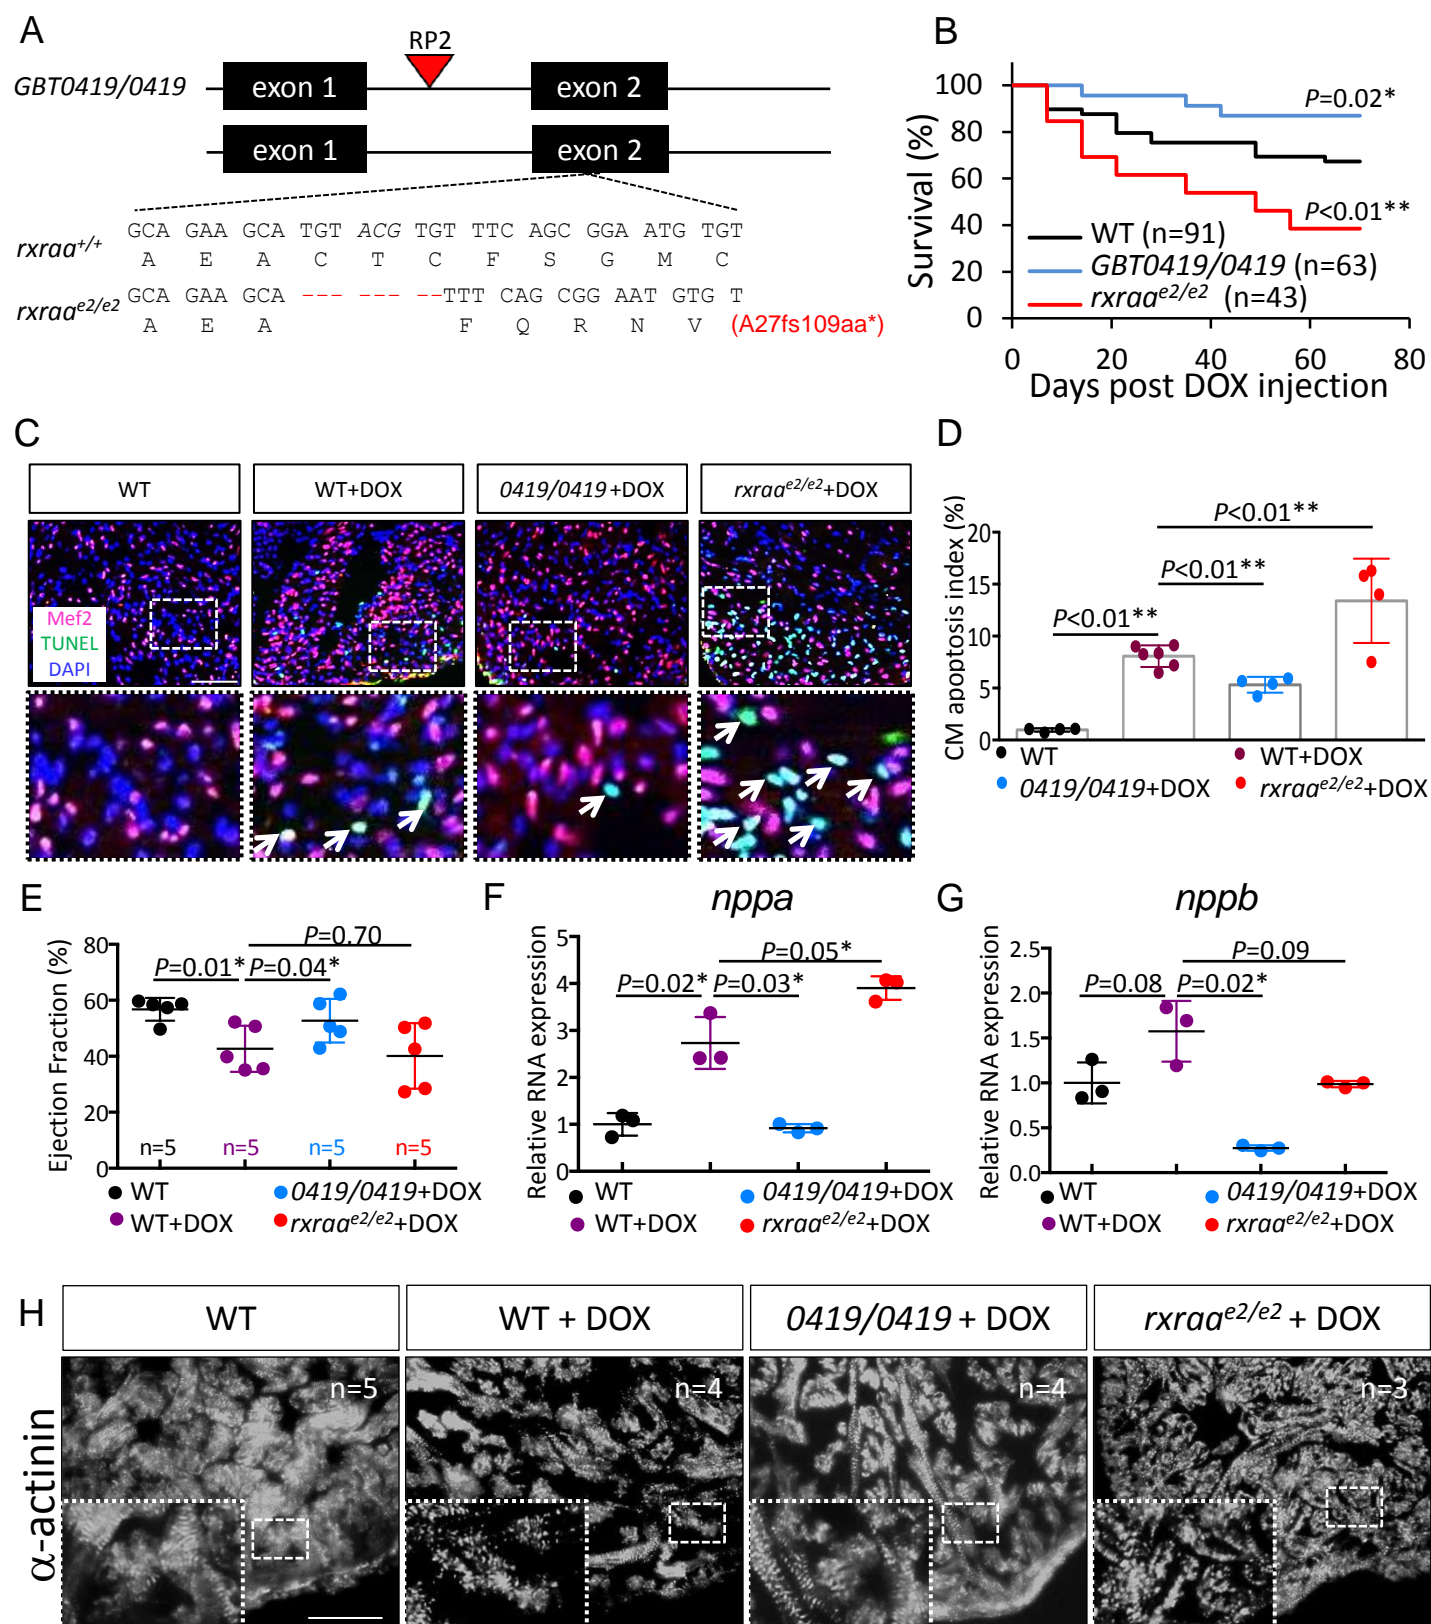 A
RP2
GBT0419/0419
exon 1
exon 2
exon 1
exon 2
rxraa+/+
GCA GAA GCA TGT ACG TGT TTC AGC GGA ATG TGT
A E A C T C F S G M C
rxraae2/e2
GCA GAA GCA --- --- --TTT CAG CGG AAT GTG T
A E A F Q R N V (A27fs109aa*)
B
Survival (%)
100
80
60
40
20
0
P=0.02*
P<0.01**
WT (n=91)
GBT0419/0419 (n=63)
rxraae2/e2 (n=43)
0 20 40 60 80
Days post DOX injection
C
WT
WT+DOX
0419/0419+DOX
rxraae2/e2+DOX
Mef2
TUNEL
DAPI
D
CM apoptosis index (%)
20
15
10
5
0
P<0.01**
P<0.01**
P<0.01**
WT
WT+DOX
0419/0419+DOX
rxraae2/e2+DOX
E
Ejection Fraction (%)
80
60
40
20
0
P=0.70
P=0.01*
P=0.04*
n=5
n=5
n=5
n=5
WT
0419/0419+DOX
WT+DOX
rxraae2/e2+DOX
F
nppa
Relative RNA expression
5
4
3
2
1
0
P=0.05*
P=0.02*
P=0.03*
WT
0419/0419+DOX
WT+DOX
rxraae2/e2+DOX
G
nppb
Relative RNA expression
2.5
2.0
1.5
1.0
0.5
0.0
P=0.09
P=0.08
P=0.02*
WT
0419/0419+DOX
WT+DOX
rxraae2/e2+DOX
H
WT
WT + DOX
0419/0419 + DOX
rxraae2/e2 + DOX
α-actinin
n=5
n=4
n=4
n=3